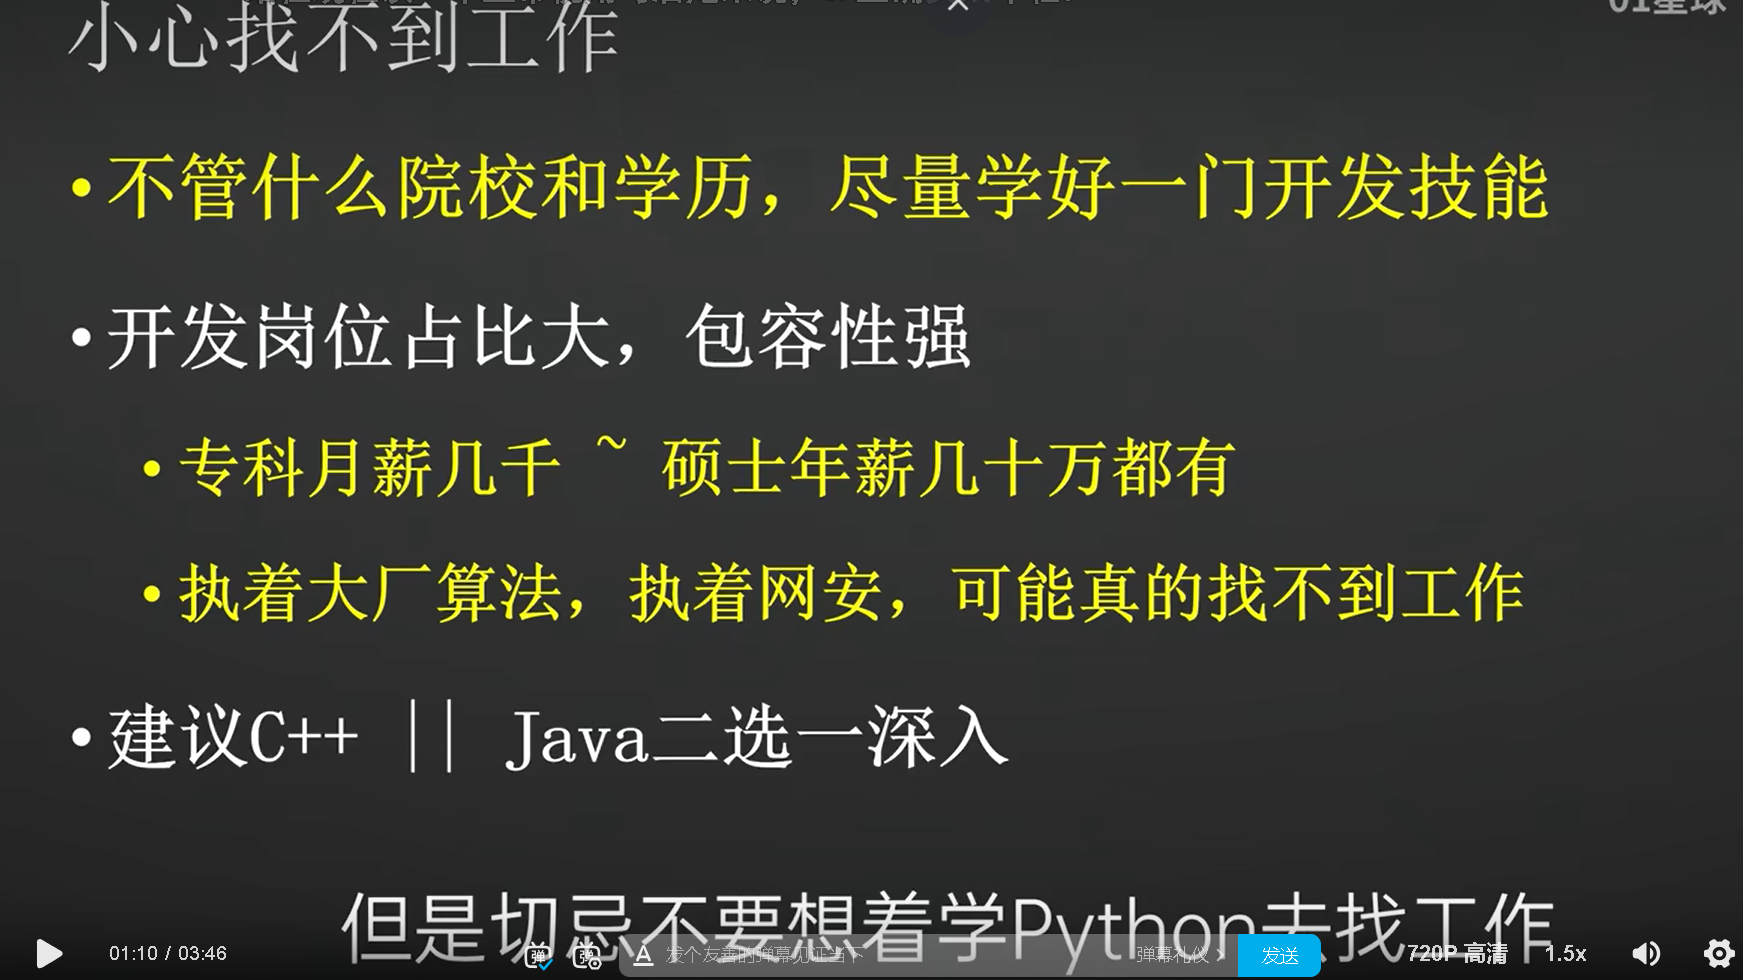 01星球
小心找不到工作
•不管什么院校和学历，尽量学好一门开发技能
•开发岗位占比大，包容性强
•专科月薪几千 ~ 硕士年薪几十万都有
•执着大厂算法，执着网安，可能真的找不到工作
•建议C++ || Java二选一深入
但是切忌不要想着学Python去找工作
01:10 / 03:46 弹 弹 A 发个友善的弹幕见证当下 弹幕礼仪 > 发送 720P 高清 1.5x